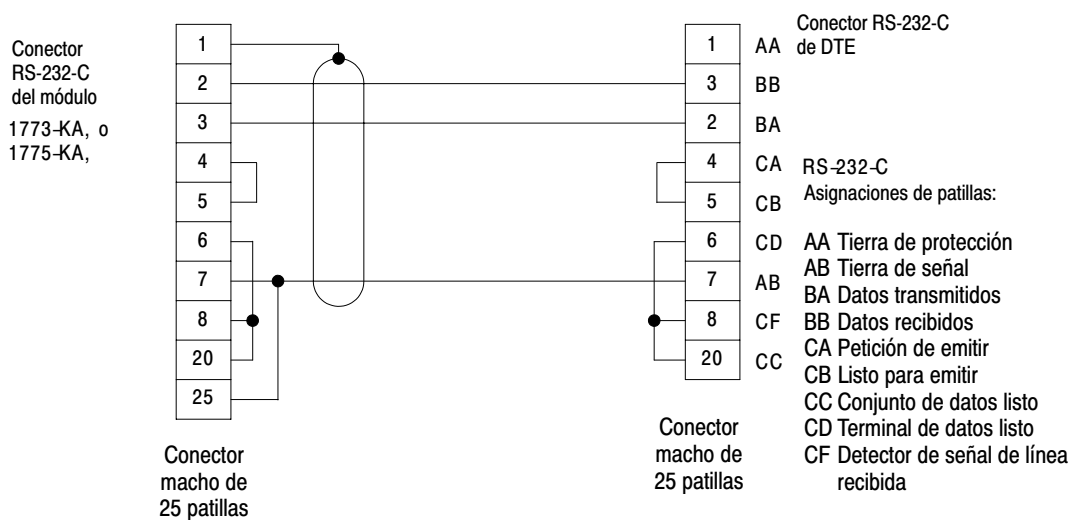 Conector
RS-232-C
del módulo
1773-KA, o
1775-KA,
1
2
3
4
5
6
7
8
20
25
Conector
macho de
25 patillas
1
3
2
4
5
6
7
8
20
AA
BB
BA
CA
CB
CD
AB
CF
CC
Conector
macho de
25 patillas
Conector RS-232-C
de DTE
RS-232-C
Asignaciones de patillas:
AA Tierra de protección
AB Tierra de señal
BA Datos transmitidos
BB Datos recibidos
CA Petición de emitir
CB Listo para emitir
CC Conjunto de datos listo
CD Terminal de datos listo
CF Detector de señal de línea
recibida